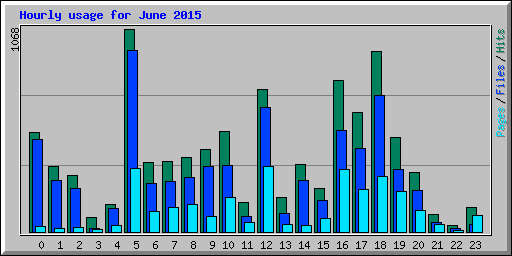 Hourly usage for June 2015
1068
Pages / Files / Hits
0 1 2 3 4 5 6 7 8 9 10 11 12 13 14 15 16 17 18 19 20 21 22 23